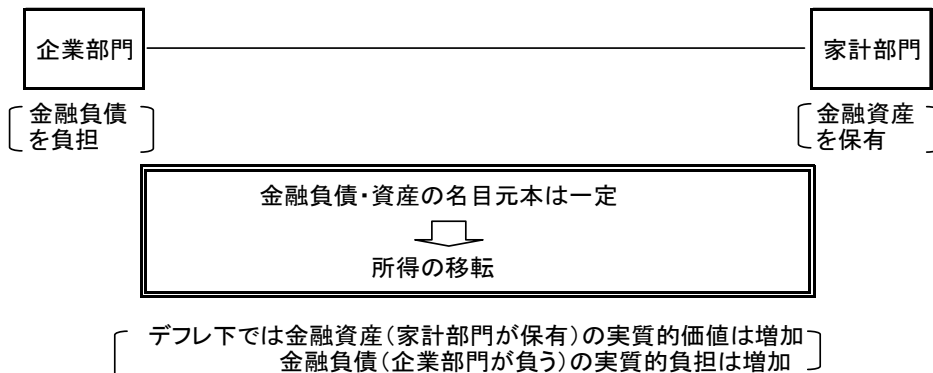 企業部門
家計部門
金融負債
を負担
金融資産
を保有
金融負債・資産の名目元本は一定
所得の移転
デフレ下では金融資産(家計部門が保有)の実質的価値は増加
金融負債(企業部門が負う)の実質的負担は増加